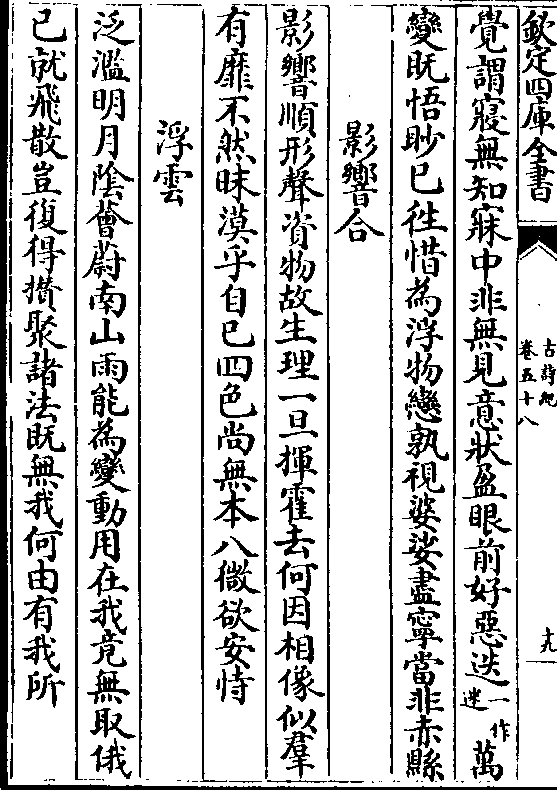 欽定四庫全書
古詩紀
卷五十八
十九
覺謂寢無知寐中非無見意狀盈眼前好惡迭一作迷萬
變既悟眇已徃惜為浮物戀孰視婆娑盡寧當非赤縣
影響合
影響順形聲資物故生理一旦揮霍去何因相像似羣
有靡不然昧漠乎自已四色尚無本八微欲安恃
浮雲
泛濫明月陰薈蔚南山雨能為變動用在我竟無取俄
已就飛散豈復得攢聚諸法既無我何由有我所